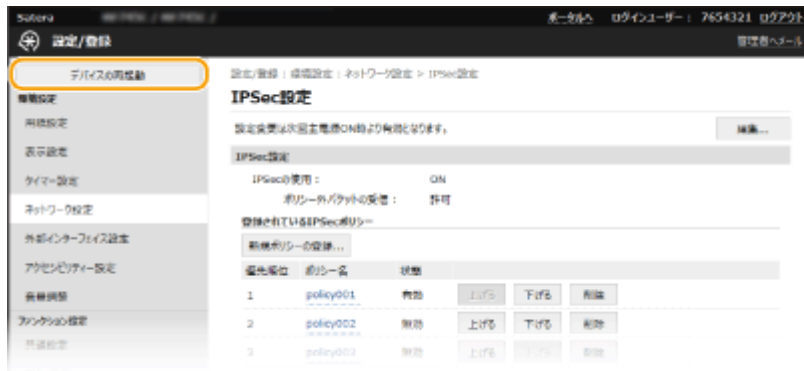 Satera
ポータルへ ログインユーザー： 7654321 ログアウト
設定/登録
管理者へメール
デバイスの再起動
設定/登録 : 環境設定 : ネットワーク設定 > IPSec設定
環境設定
IPSec設定
用紙設定
設定変更は次回主電源ON時より有効となります。
編集...
表示設定
IPSec設定
タイマー設定
IPSecの使用： ON
ネットワーク設定
ポリシー外パケットの受信： 許可
登録されているIPSecポリシー
外部インターフェイス設定
新規ポリシーの登録...
アクセシビリティー設定
優先順位 ポリシー名 状態
音量調整
1 policy001 有効 上げる 下げる 削除
ファンクション設定
2 policy002 無効 上げる 下げる 削除
共通設定
3 policy003 無効 上げる 下げる 削除